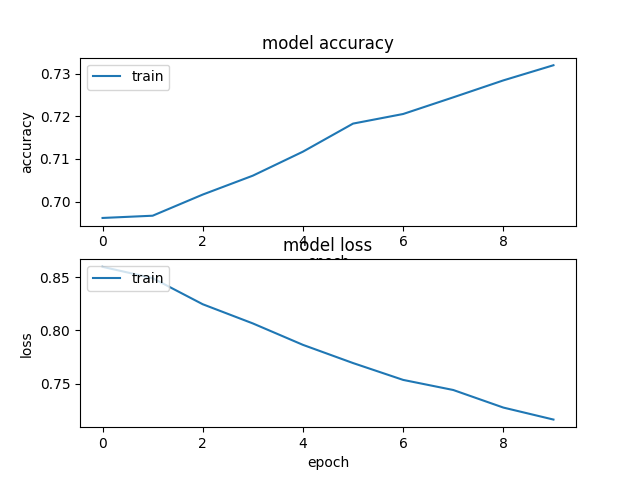 model accuracy
train
accuracy
0.73
0.72
0.71
0.70
0 2 4 6 8
epoch
model loss
train
loss
0.85
0.80
0.75
0 2 4 6 8
epoch